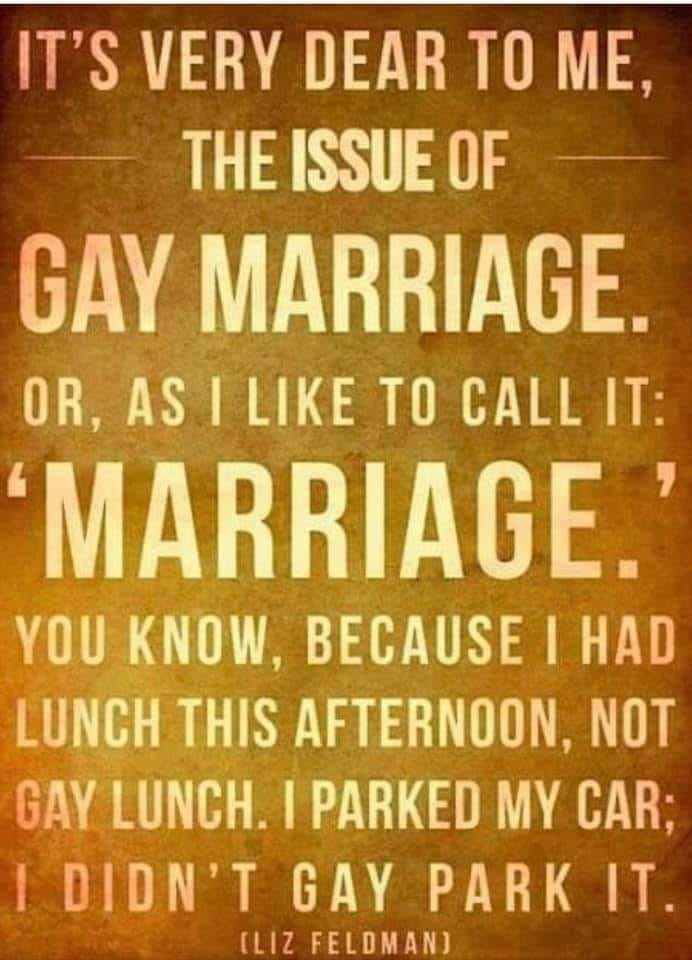 IT'S VERY DEAR TO ME,
THE ISSUE OF
GAY MARRIAGE.
OR, AS I LIKE TO CALL IT:
'MARRIAGE.'
YOU KNOW, BECAUSE I HAD
LUNCH THIS AFTERNOON, NOT
GAY LUNCH. I PARKED MY CAR;
I DIDN'T GAY PARK IT.
(LIZ FELDMAN)